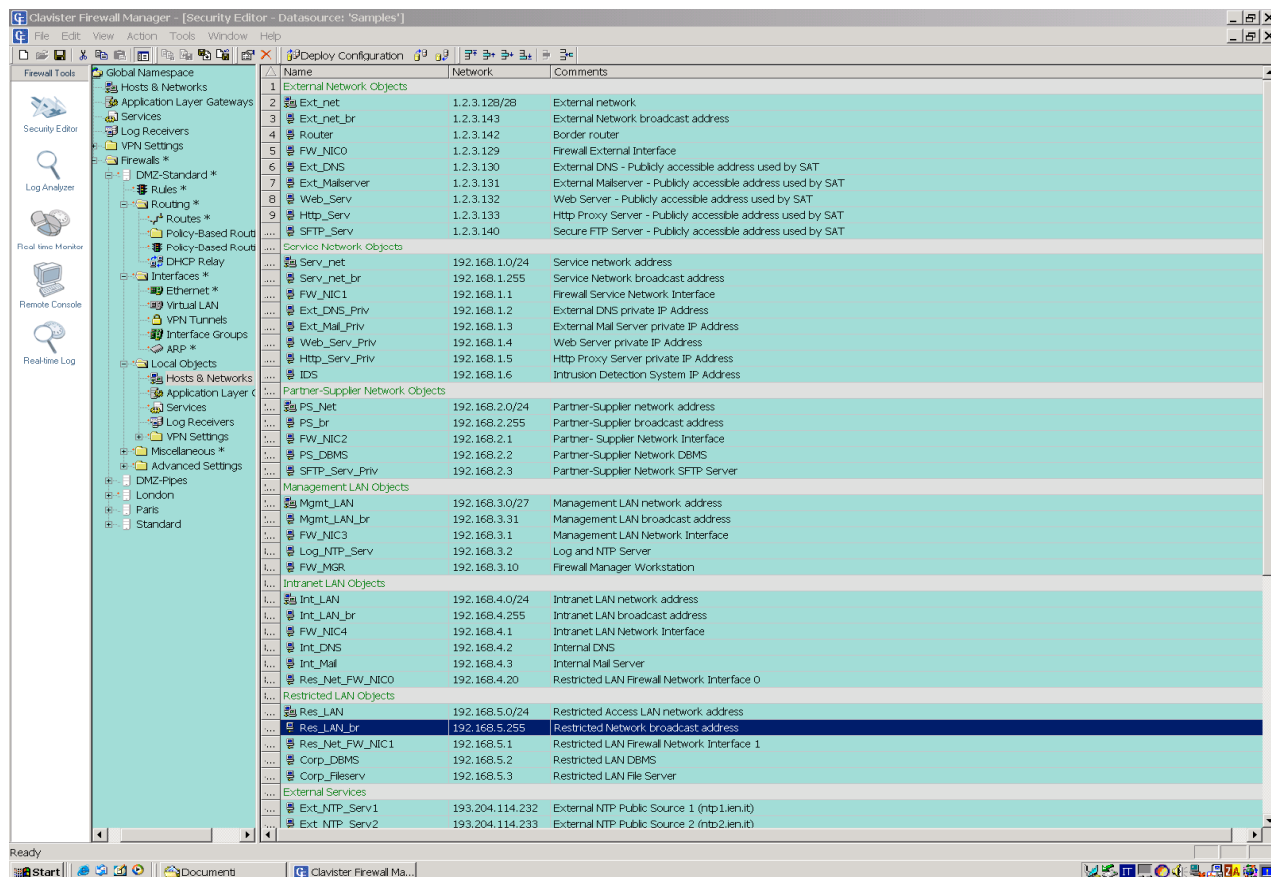 Clavister Firewall Manager - [Security Editor - Datasource: 'Samples']
File Edit View Action Tools Window Help
Deploy Configuration
Firewall Tools
Security Editor
Log Analyzer
Real time Monitor
Remote Console
Real-time Log
Global Namespace
Hosts & Networks
Application Layer Gateways
Services
Log Receivers
VPN Settings
Firewalls *
DMZ-Standard *
Rules *
Routing *
Routes *
Policy-Based Routi
Policy-Based Routi
DHCP Relay
Interfaces *
Ethernet *
Virtual LAN
VPN Tunnels
Interface Groups
ARP *
Local Objects
Hosts & Networks
Application Layer
Services
Log Receivers
VPN Settings
Miscellaneous *
Advanced Settings
DMZ-Pipes
London
Paris
Standard
Name Network Comments
1 External Network Objects
2 Ext_net 1.2.3.128/28 External network
3 Ext_net_br 1.2.3.143 External Network broadcast address
4 Router 1.2.3.142 Border router
5 FW_NIC0 1.2.3.129 Firewall External Interface
6 Ext_DNS 1.2.3.130 External DNS - Publicly accessible address used by SAT
7 Ext_Mailserver 1.2.3.131 External Mailserver - Publicly accessible address used by SAT
8 Web_Serv 1.2.3.132 Web Server - Publicly accessible address used by SAT
9 Http_Serv 1.2.3.133 Http Proxy Server - Publicly accessible address used by SAT
... SFTP_Serv 1.2.3.140 Secure FTP Server - Publicly accessible address used by SAT
... Service Network Objects
... Serv_net 192.168.1.0/24 Service network address
... Serv_net_br 192.168.1.255 Service Network broadcast address
... FW_NIC1 192.168.1.1 Firewall Service Network Interface
... Ext_DNS_Priv 192.168.1.2 External DNS private IP Address
... Ext_Mail_Priv 192.168.1.3 External Mail Server private IP Address
... Web_Serv_Priv 192.168.1.4 Web Server private IP Address
... Http_Serv_Priv 192.168.1.5 Http Proxy Server private IP Address
... IDS 192.168.1.6 Intrusion Detection System IP Address
... Partner-Supplier Network Objects
... PS_Net 192.168.2.0/24 Partner-Supplier network address
... PS_br 192.168.2.255 Partner-Supplier broadcast address
... FW_NIC2 192.168.2.1 Partner- Supplier Network Interface
... PS_DBMS 192.168.2.2 Partner-Supplier Network DBMS
... SFTP_Serv_Priv 192.168.2.3 Partner-Supplier Network SFTP Server
... Management LAN Objects
... Mgmt_LAN 192.168.3.0/27 Management LAN network address
... Mgmt_LAN_br 192.168.3.31 Management LAN broadcast address
... FW_NIC3 192.168.3.1 Management LAN Network Interface
... Log_NTP_Serv 192.168.3.2 Log and NTP Server
... FW_MGR 192.168.3.10 Firewall Manager Workstation
... Intranet LAN Objects
... Int_LAN 192.168.4.0/24 Intranet LAN network address
... Int_LAN_br 192.168.4.255 Intranet LAN broadcast address
... FW_NIC4 192.168.4.1 Intranet LAN Network Interface
... Int_DNS 192.168.4.2 Internal DNS
... Int_Mail 192.168.4.3 Internal Mail Server
... Res_Net_FW_NIC0 192.168.4.20 Restricted LAN Firewall Network Interface 0
... Restricted LAN Objects
... Res_LAN 192.168.5.0/24 Restricted Access LAN network address
... Res_LAN_br 192.168.5.255 Restricted Network broadcast address
... Res_Net_FW_NIC1 192.168.5.1 Restricted LAN Firewall Network Interface 1
... Corp_DBMS 192.168.5.2 Restricted LAN DBMS
... Corp_Fileserv 192.168.5.3 Restricted LAN File Server
... External Services
... Ext_NTP_Serv1 193.204.114.232 External NTP Public Source 1 (ntp1.ien.it)
... Ext_NTP_Serv2 193.204.114.233 External NTP Public Source 2 (ntp2.ien.it)
Ready
Start Documenti Clavister Firewall Ma... IT